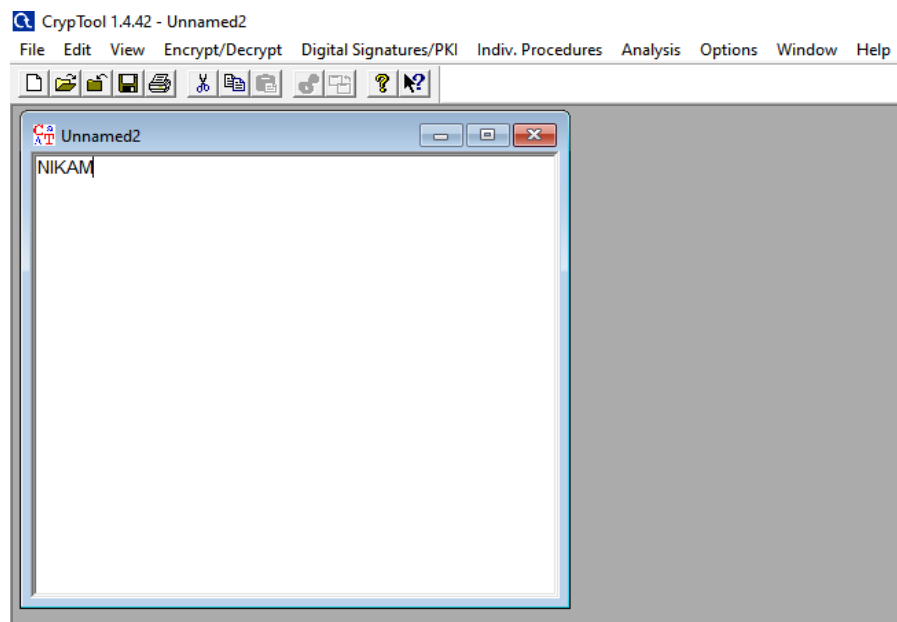 CrypTool 1.4.42 - Unnamed2
File Edit View Encrypt/Decrypt Digital Signatures/PKI Indiv. Procedures Analysis Options Window Help
Unnamed2
NIKAM